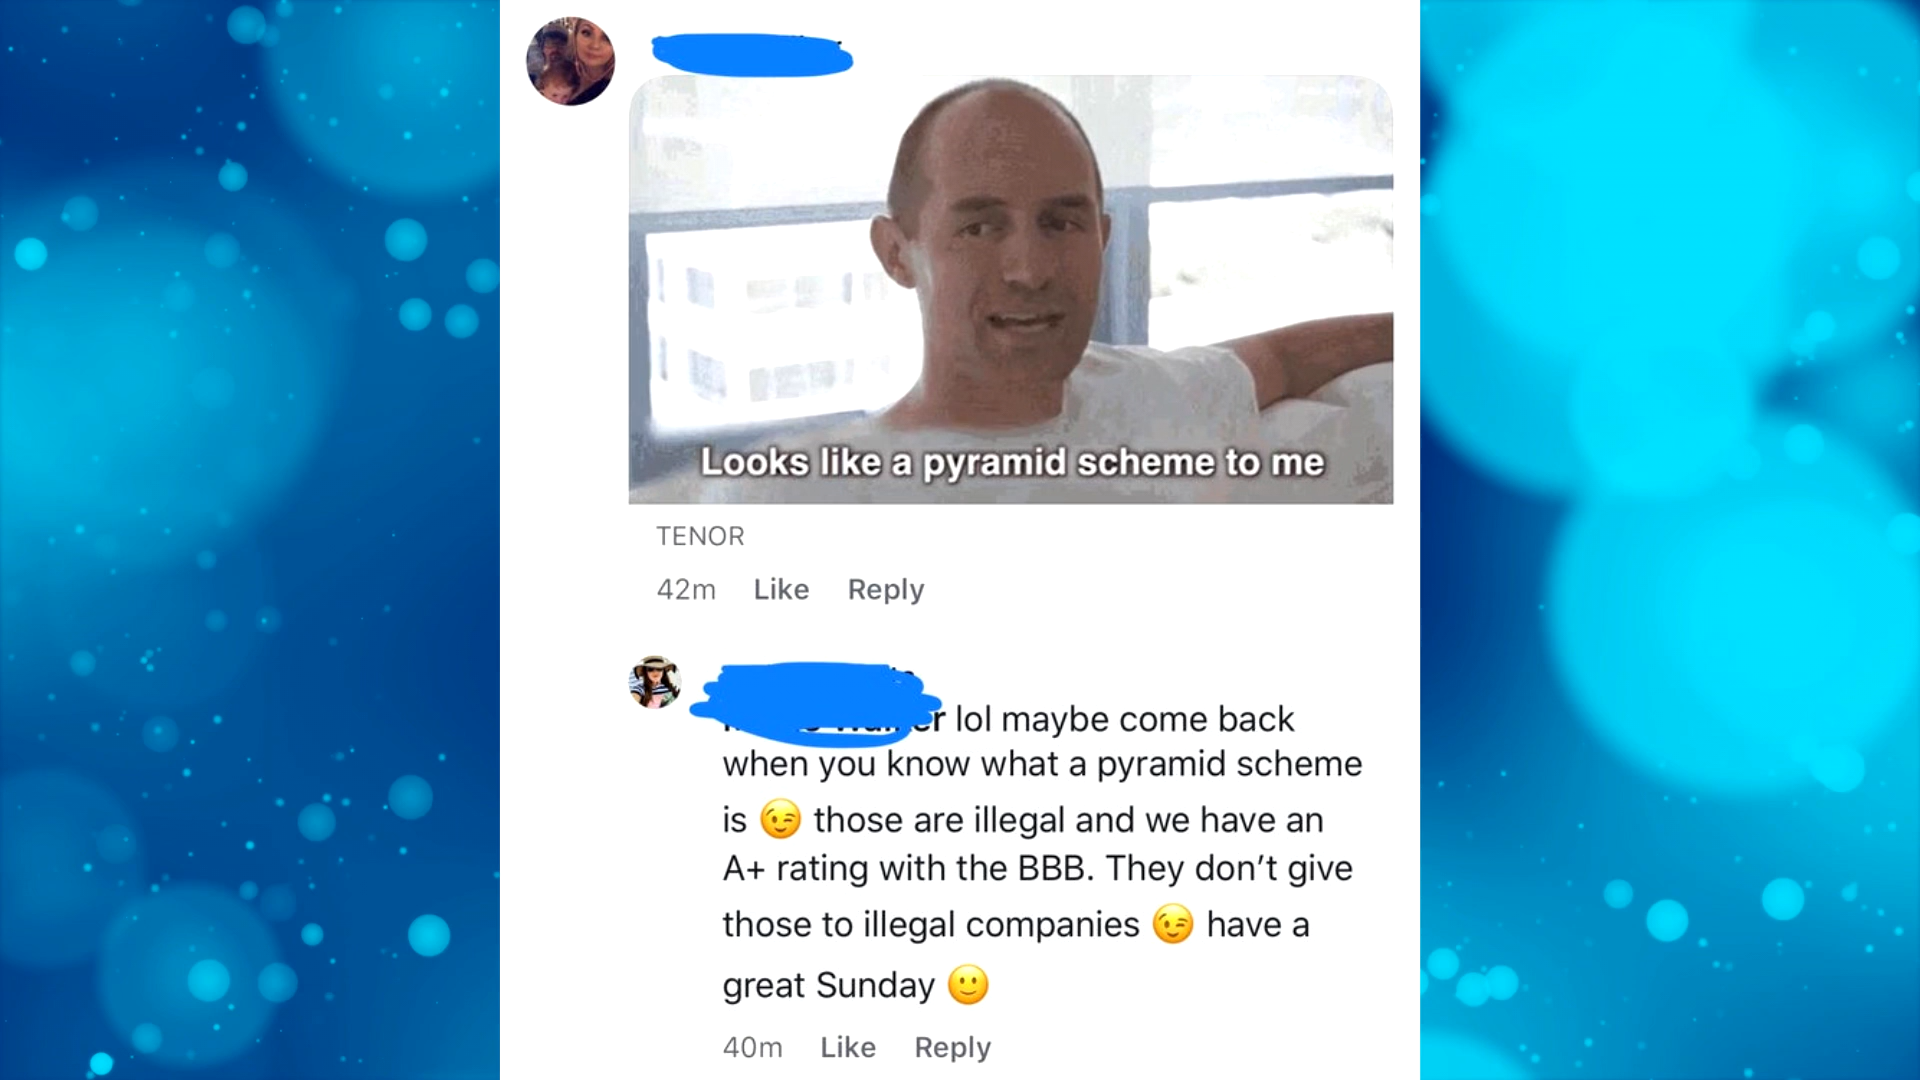 Looks like a pyramid scheme to me
TENOR
42m Like Reply
lol maybe come back
when you know what a pyramid scheme
is 😉 those are illegal and we have an
A+ rating with the BBB. They don’t give
those to illegal companies 😉 have a
great Sunday 🙂
40m Like Reply